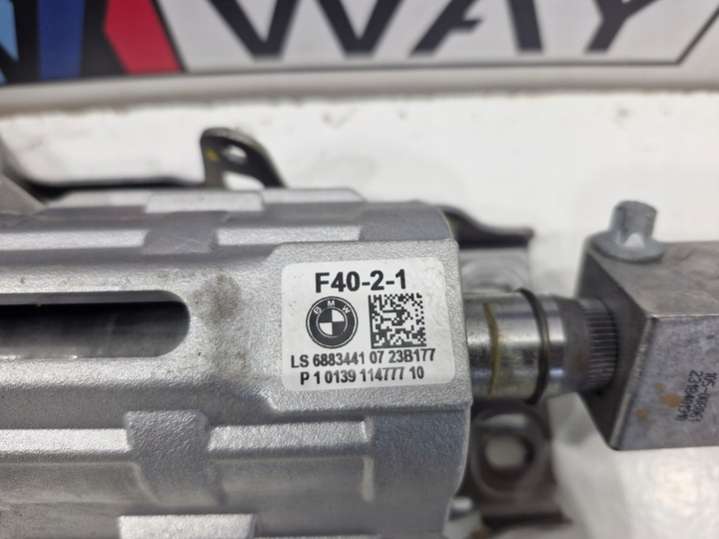 WAY
F40-2-1
BMW
LS 6883441 07 23B177
P 1 0139 114777 10